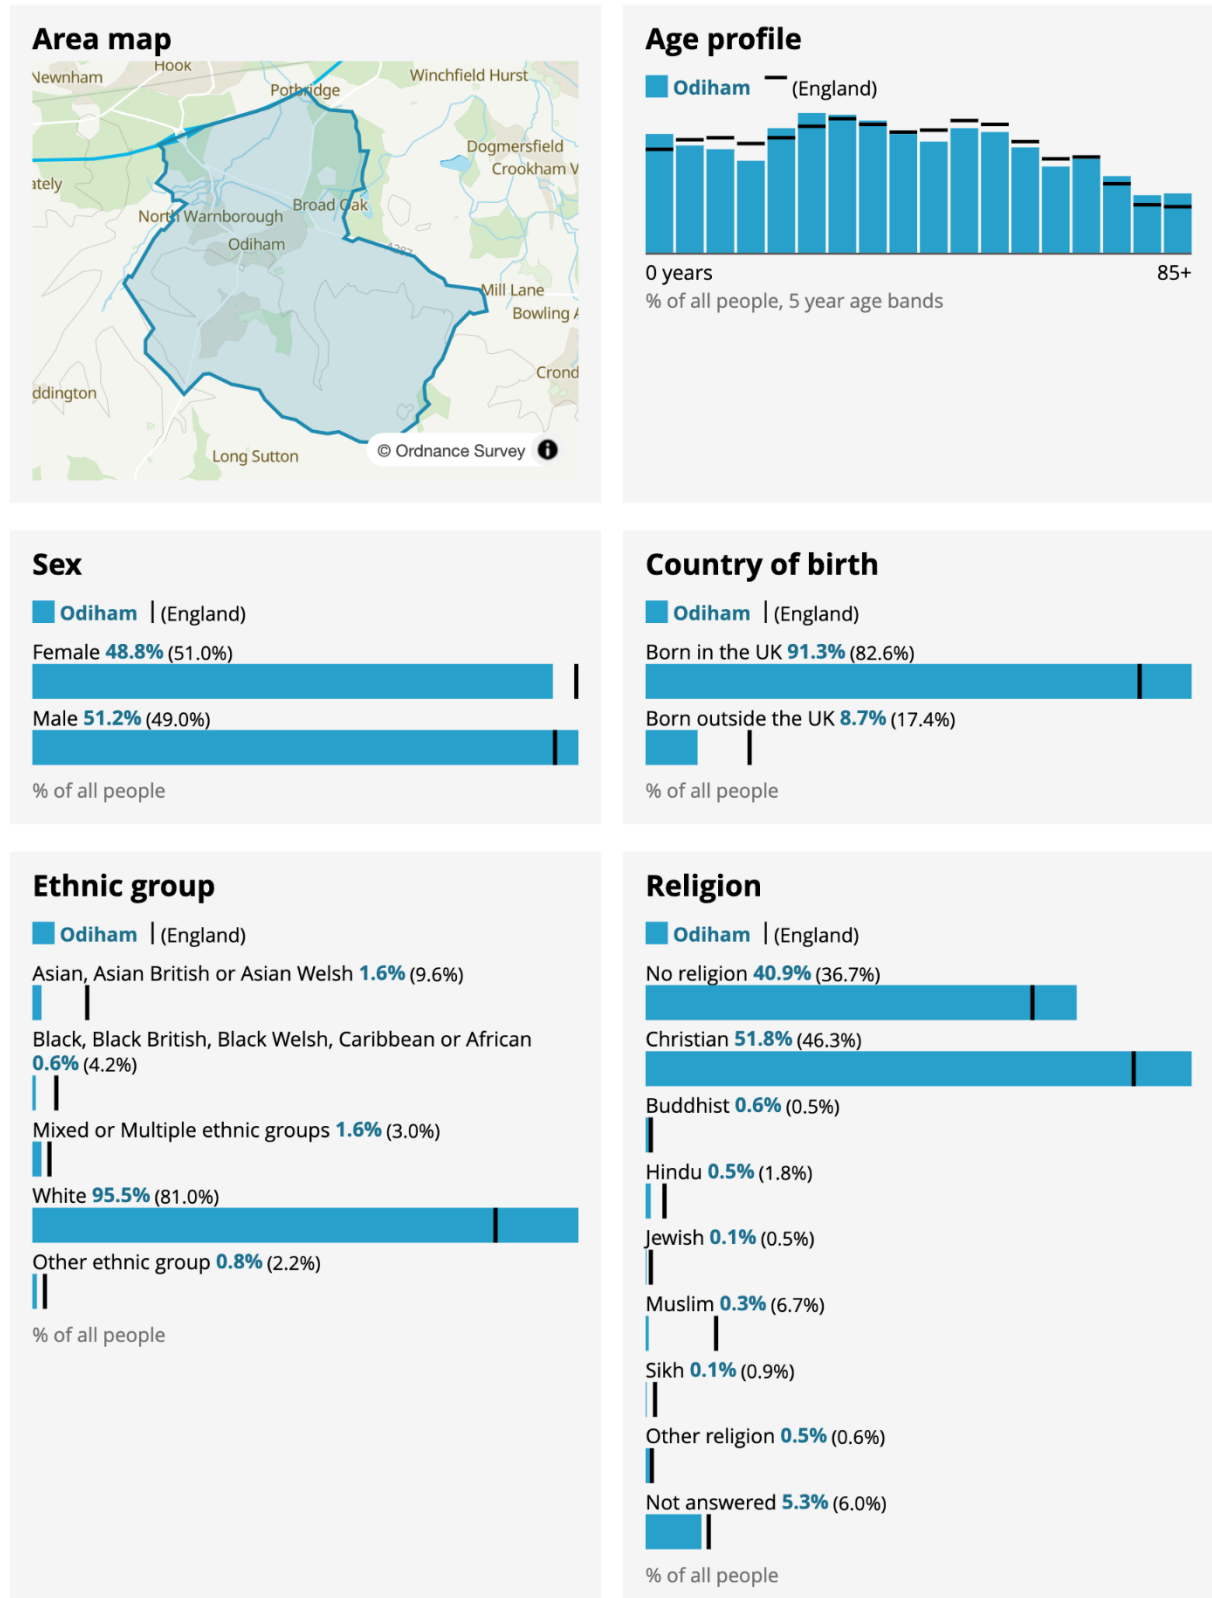 Area map
Newnham
Hook
Potbridge
Winchfield Hurst
Dogmersfield
Crookham V
ately
North Warnborough
Broad Oak
Odiham
A287
Mill Lane
Bowling A
Crond
ddington
Long Sutton
© Ordnance Survey
Age profile
Odiham (England)
0 years 85+
% of all people, 5 year age bands
Sex
Odiham (England)
Female 48.8% (51.0%)
Male 51.2% (49.0%)
% of all people
Country of birth
Odiham (England)
Born in the UK 91.3% (82.6%)
Born outside the UK 8.7% (17.4%)
% of all people
Ethnic group
Odiham (England)
Asian, Asian British or Asian Welsh 1.6% (9.6%)
Black, Black British, Black Welsh, Caribbean or African
0.6% (4.2%)
Mixed or Multiple ethnic groups 1.6% (3.0%)
White 95.5% (81.0%)
Other ethnic group 0.8% (2.2%)
% of all people
Religion
Odiham (England)
No religion 40.9% (36.7%)
Christian 51.8% (46.3%)
Buddhist 0.6% (0.5%)
Hindu 0.5% (1.8%)
Jewish 0.1% (0.5%)
Muslim 0.3% (6.7%)
Sikh 0.1% (0.9%)
Other religion 0.5% (0.6%)
Not answered 5.3% (6.0%)
% of all people